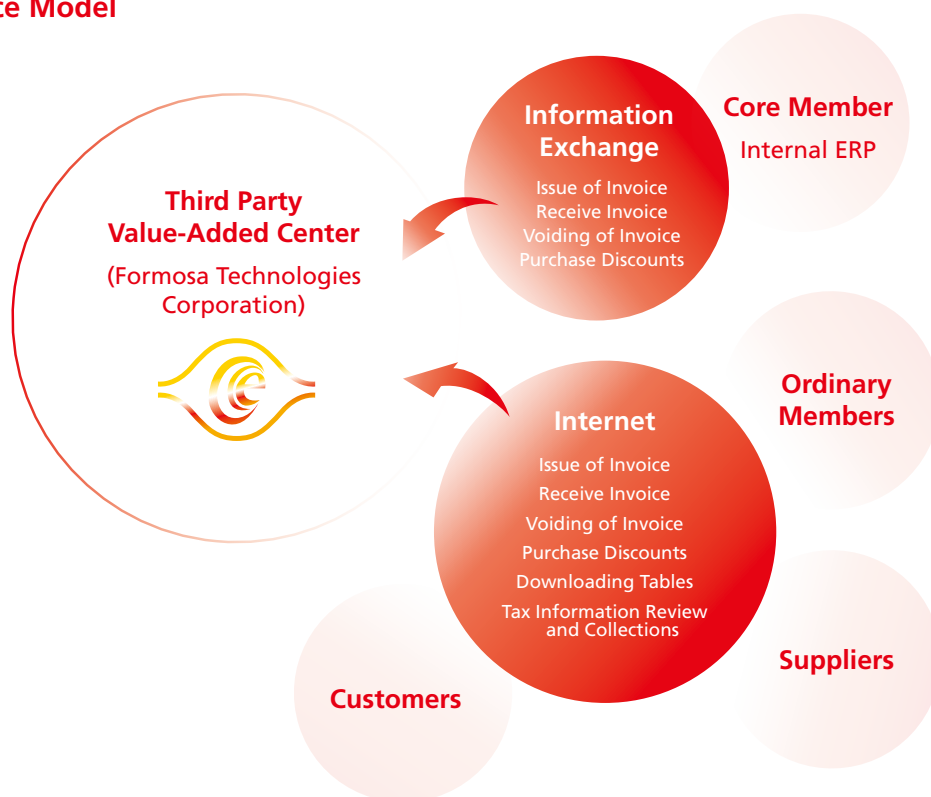 Model
Third Party
Value-Added Center
(Formosa Technologies
Corporation)
Information
Exchange
Issue of Invoice
Receive Invoice
Voiding of Invoice
Purchase Discounts
Core Member
Internal ERP
Internet
Issue of Invoice
Receive Invoice
Voiding of Invoice
Purchase Discounts
Downloading Tables
Tax Information Review
and Collections
Ordinary
Members
Suppliers
Customers